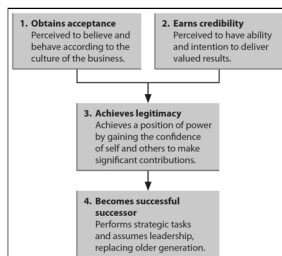 1. Obtains acceptance
Perceived to believe and
behave according to the
culture of the business.
2. Earns credibility
Perceived to have ability
and intention to deliver
valued results.
3. Achieves legitimacy
Achieves a position of power
by gaining the confidence
of self and others to make
significant contributions.
4. Becomes successful
successor
Performs strategic tasks
and assumes leadership,
replacing older generation.